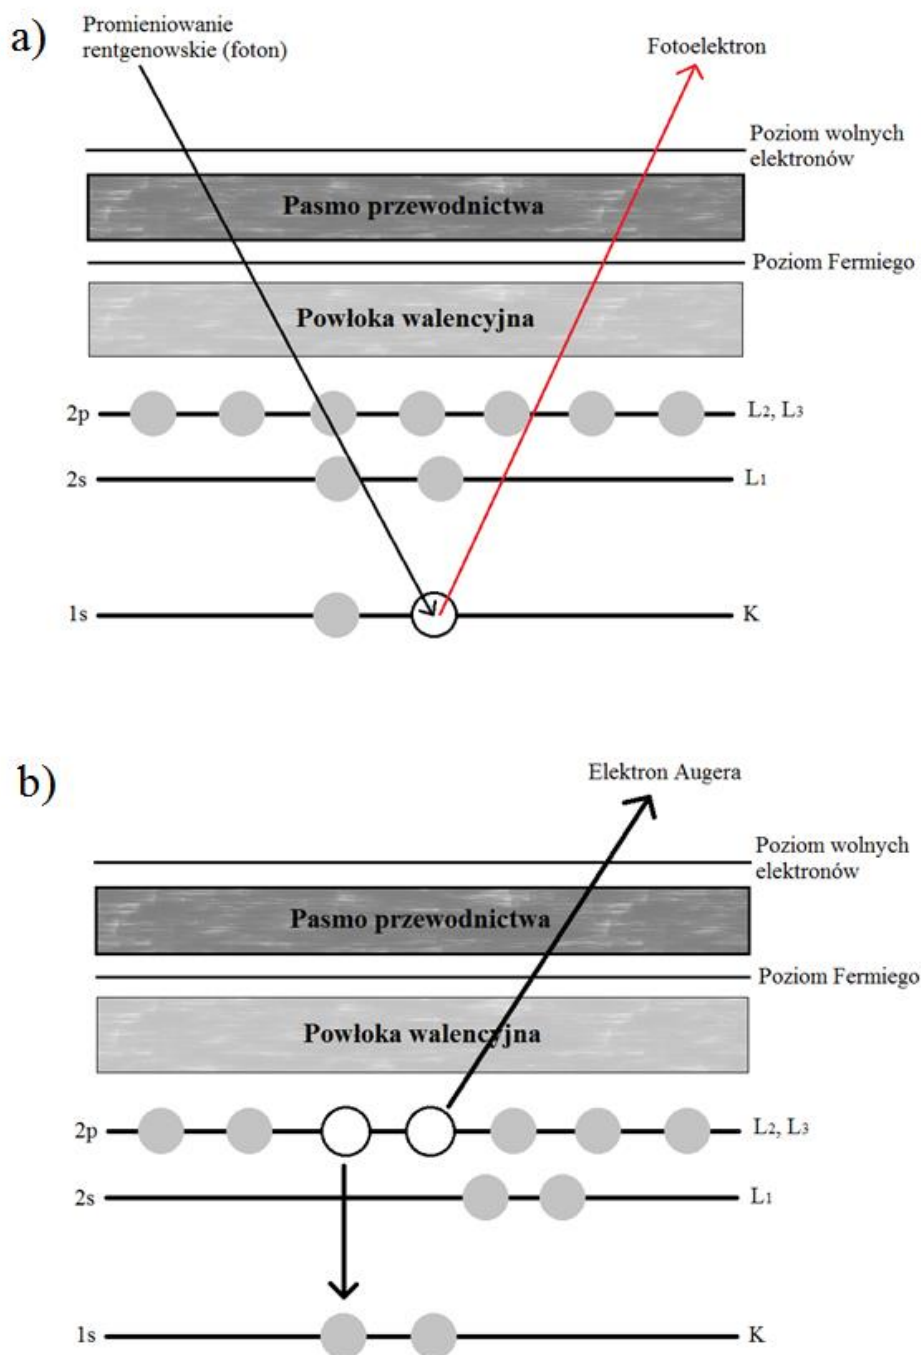 a)
Promieniowanie
rentgenowskie (foton)
Fotoelektron
Poziom wolnych
elektronów
Pasmo przewodnictwa
Poziom Fermiego
Powłoka walencyjna
2p
L2, L3
2s
L1
1s
K
b)
Elektron Augera
Poziom wolnych
elektronów
Pasmo przewodnictwa
Poziom Fermiego
Powłoka walencyjna
2p
L2, L3
2s
L1
1s
K